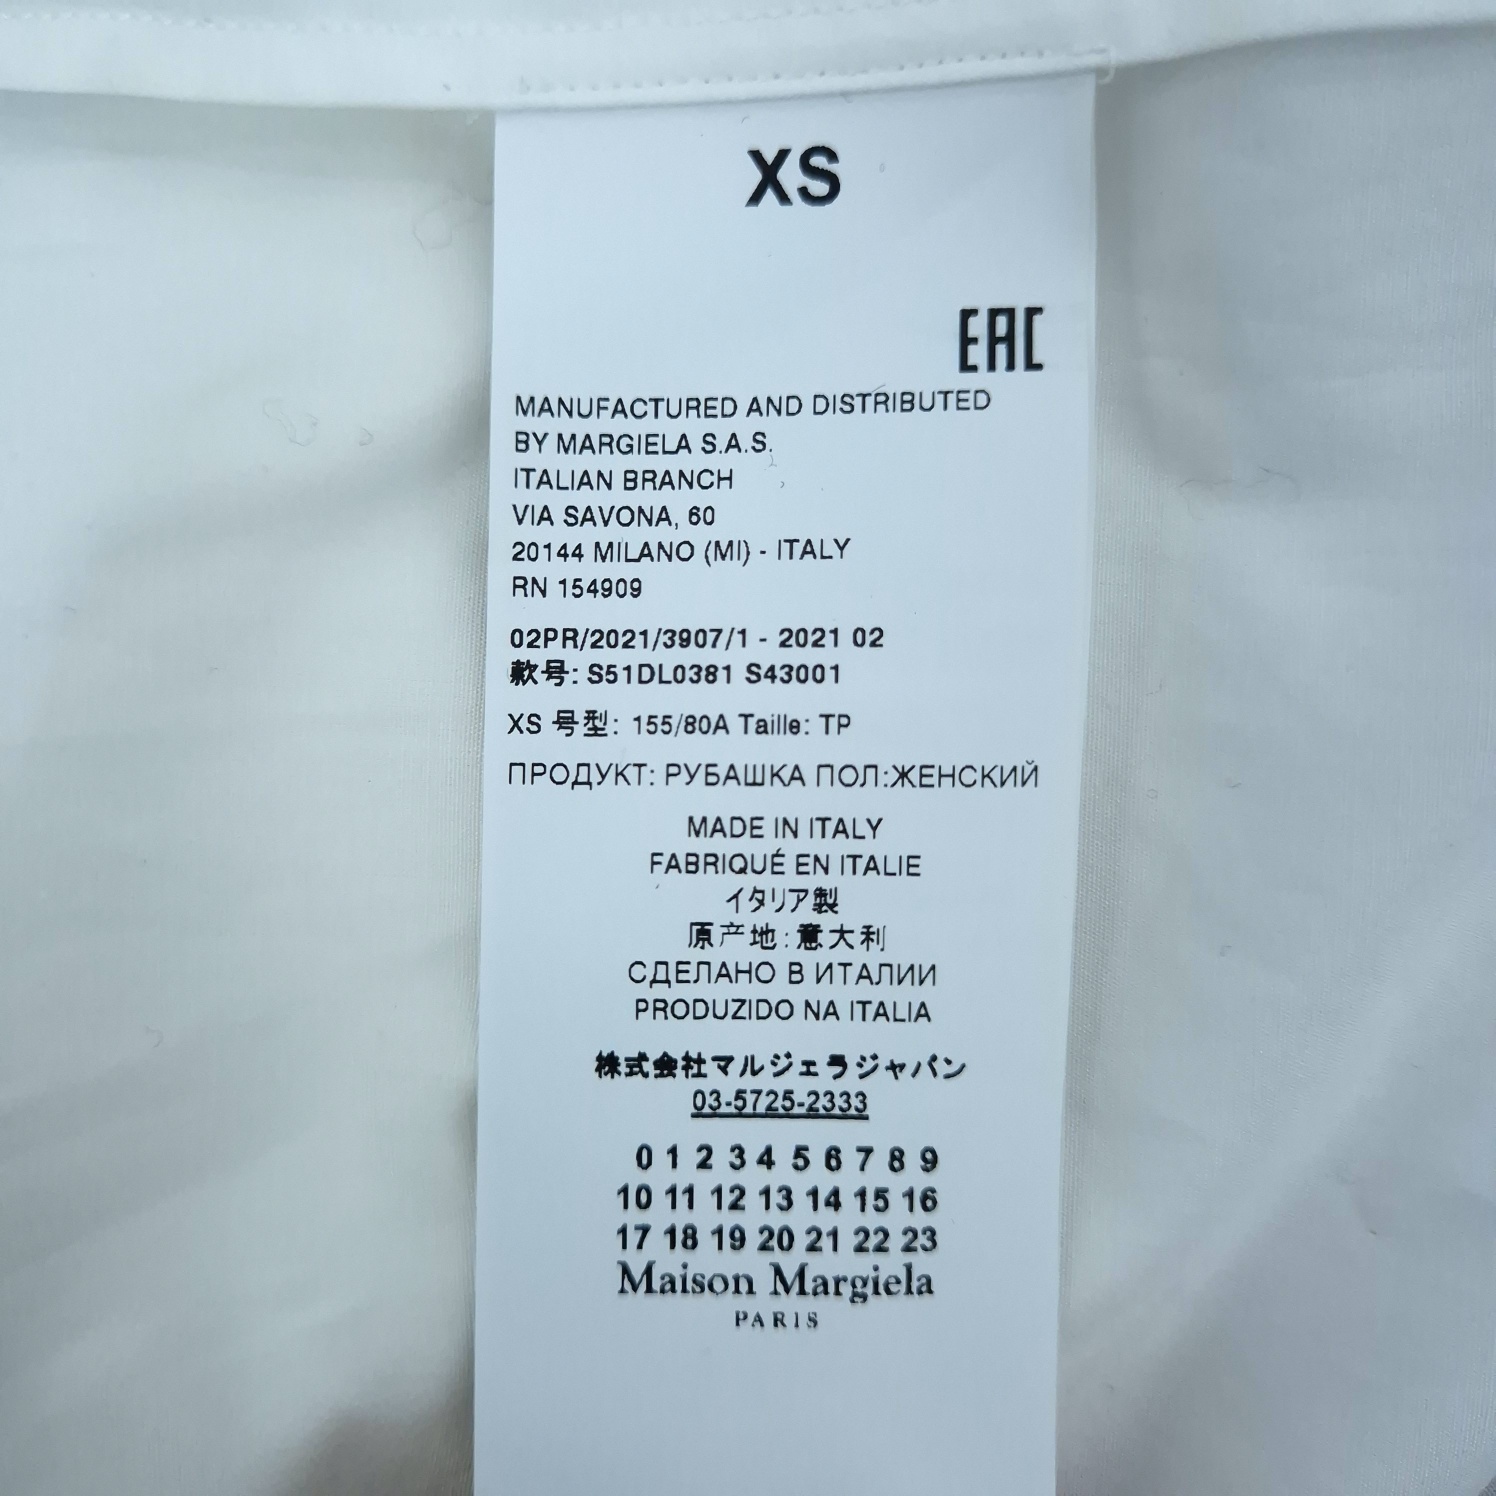 XS
EAC
MANUFACTURED AND DISTRIBUTED
BY MARGIELA S.A.S.
ITALIAN BRANCH
VIA SAVONA, 60
20144 MILANO (MI) - ITALY
RN 154909
02PR/2021/3907/1 - 2021 02
款号: S51DL0381 S43001
XS 号型: 155/80A Taille: TP
ПРОДУКТ: РУБАШКА ПОЛ:ЖЕНСКИЙ
MADE IN ITALY
FABRIQUÉ EN ITALIE
イタリア製
原产地:意大利
СДЕЛАНО В ИТАЛИИ
PRODUZIDO NA ITALIA
株式会社マルジェラジャパン
03-5725-2333
0 1 2 3 4 5 6 7 8 9
10 11 12 13 14 15 16
17 18 19 20 21 22 23
Maison Margiela
PARIS